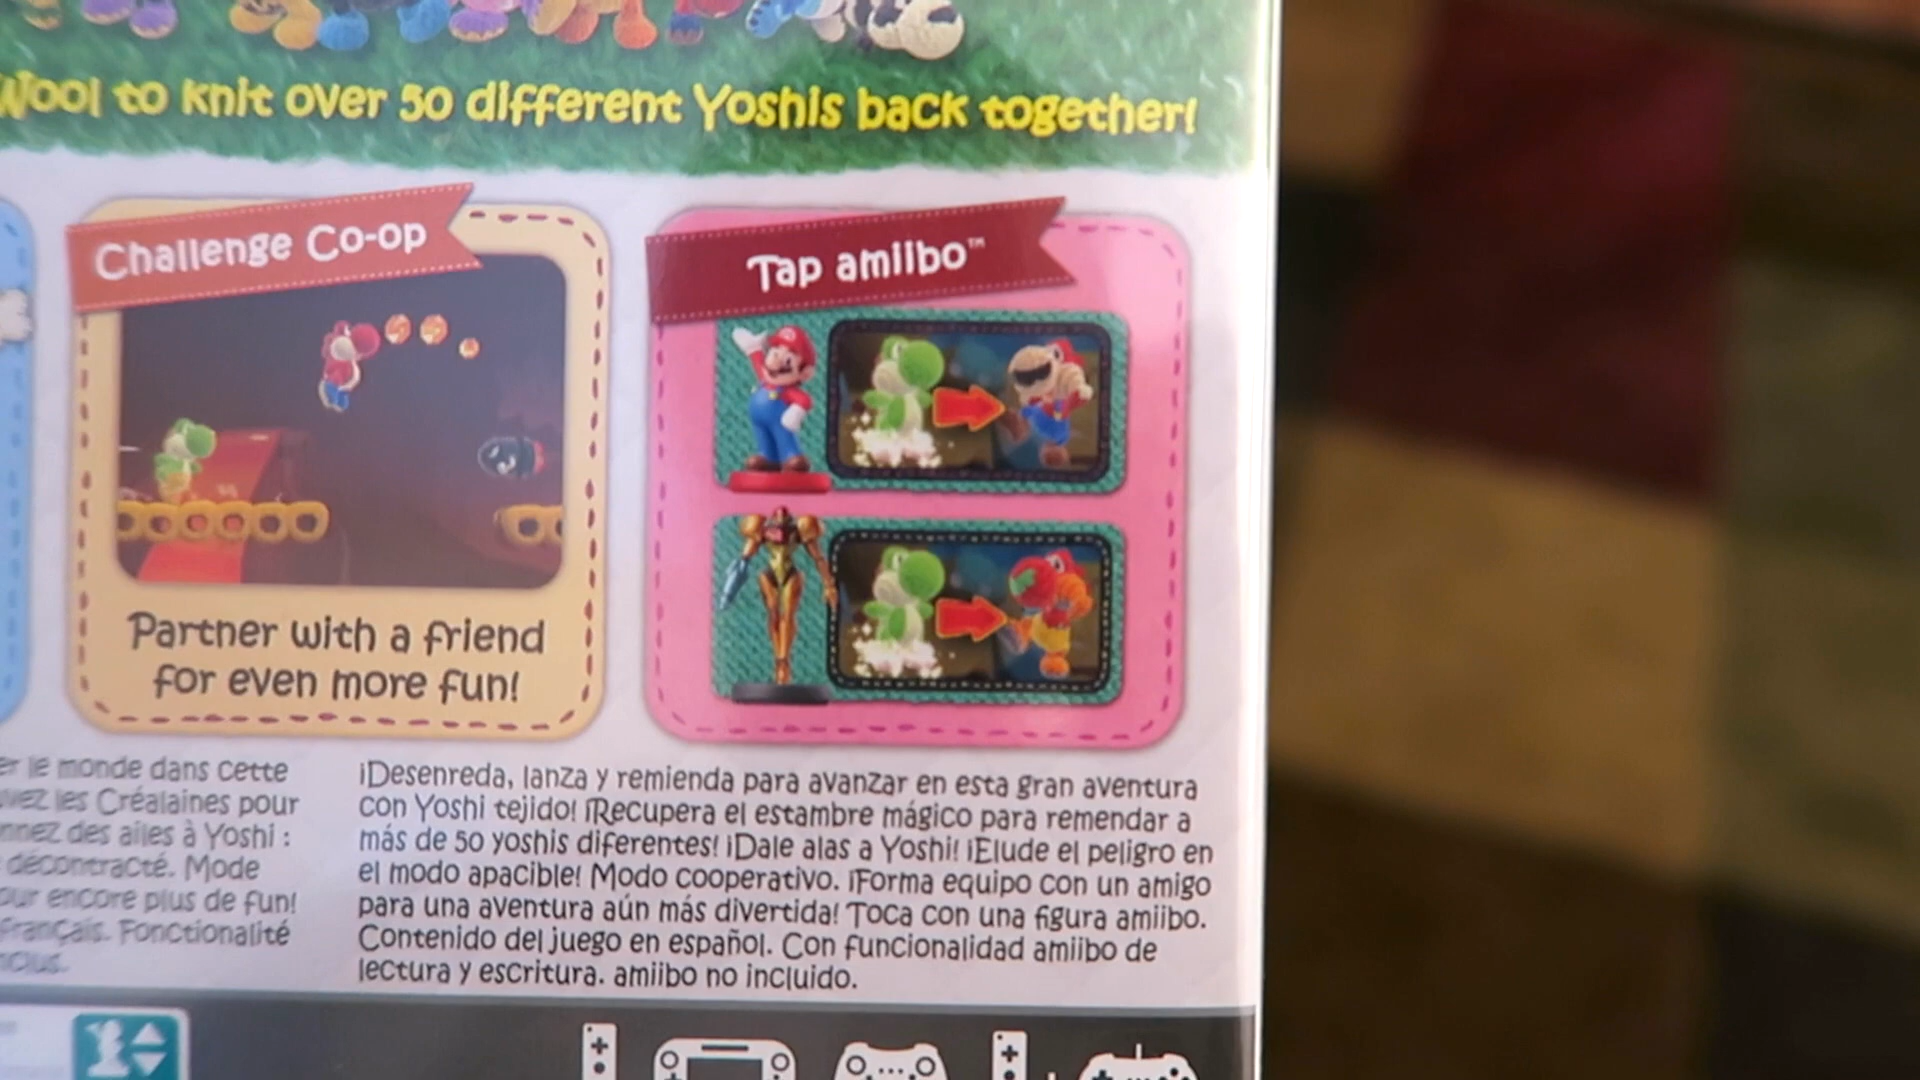 Wool to knit over 50 different Yoshis back together!
Challenge Co-op
Tap amiibo™
Partner with a friend
for even more fun!
le monde dans cette
les Créalaines pour
des ailes à Yoshi :
décontracté. Mode
encore plus de fun!
français. Fonctionalité
¡Desenreda, lanza y remienda para avanzar en esta gran aventura
con Yoshi tejido! ¡Recupera el estambre mágico para remendar a
más de 50 yoshis diferentes! ¡Dale alas a Yoshi! ¡Elude el peligro en
el modo apacible! Modo cooperativo. ¡Forma equipo con un amigo
para una aventura aún más divertida! Toca con una figura amiibo.
Contenido del juego en español. Con funcionalidad amiibo de
lectura y escritura. amiibo no incluido.